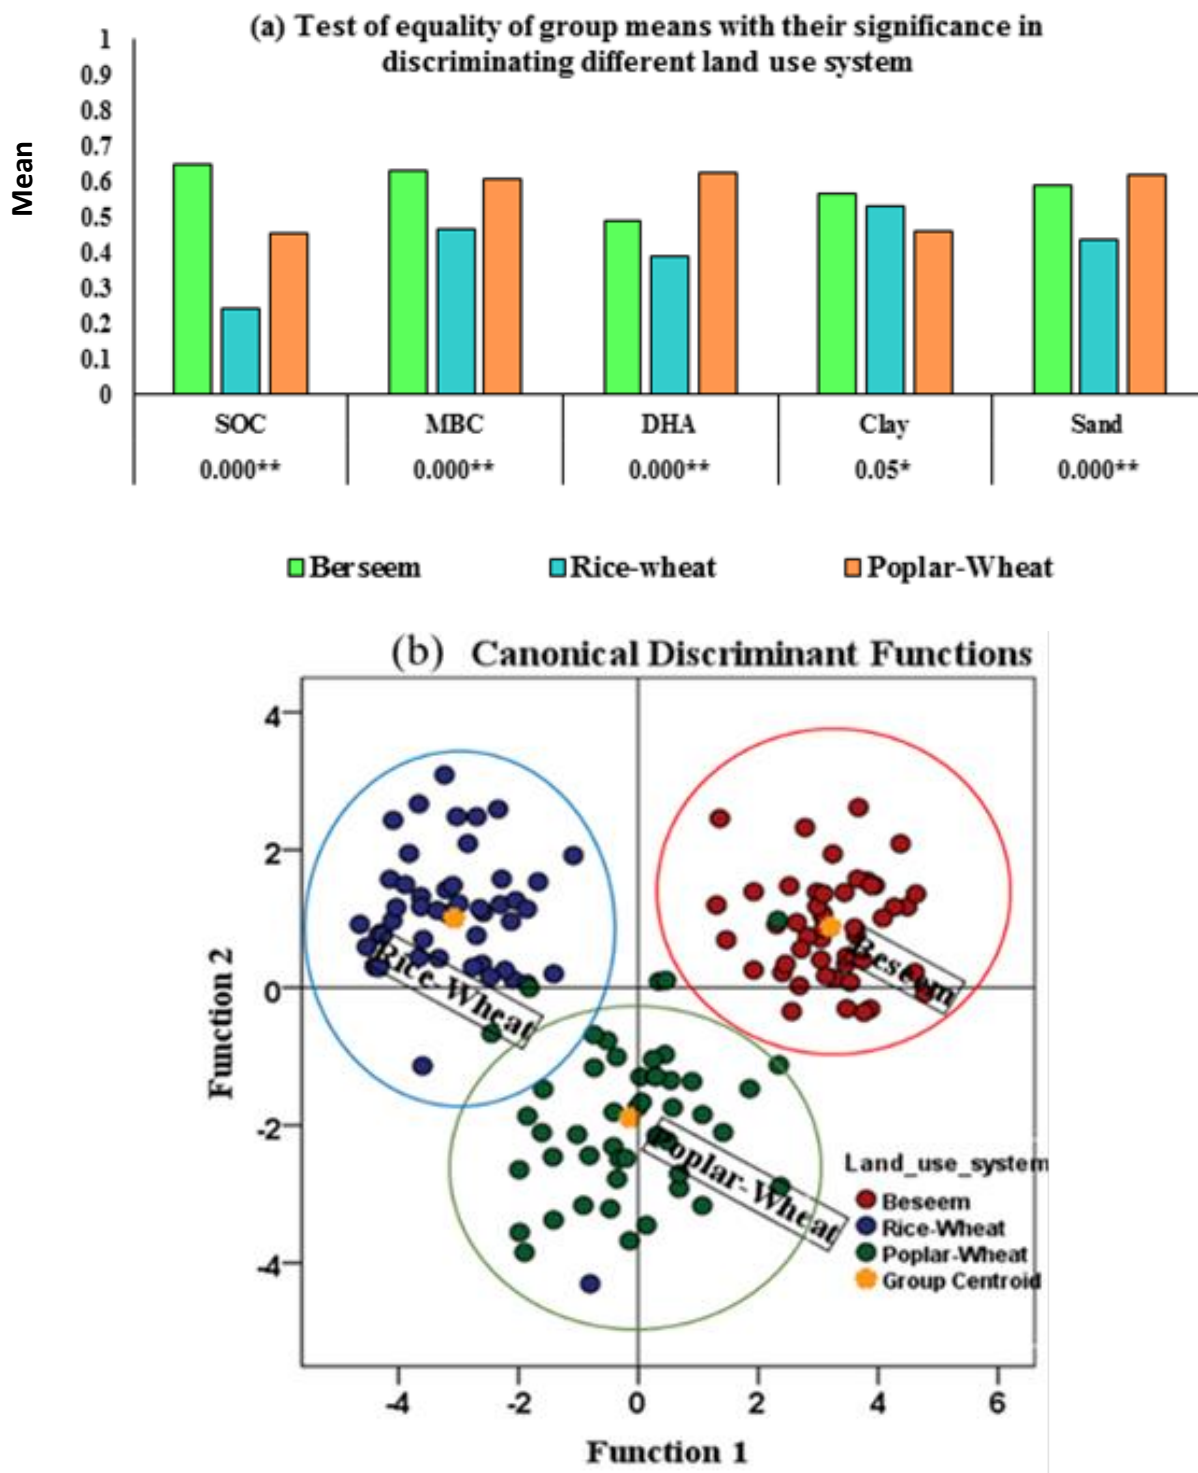 (a) Test of equality of group means with their significance in
discriminating different land use system
Mean
1
0.9
0.8
0.7
0.6
0.5
0.4
0.3
0.2
0.1
0
SOC MBC DHA Clay Sand
0.000** 0.000** 0.000** 0.05* 0.000**
Berseem Rice-wheat Poplar-Wheat
(b) Canonical Discriminant Functions
Function 2
4
2
0
-2
-4
Rice-Wheat
Beseem
Poplar-Wheat
Land_use_system
Beseem
Rice-Wheat
Poplar-Wheat
Group Centroid
-4 -2 0 2 4 6
Function 1